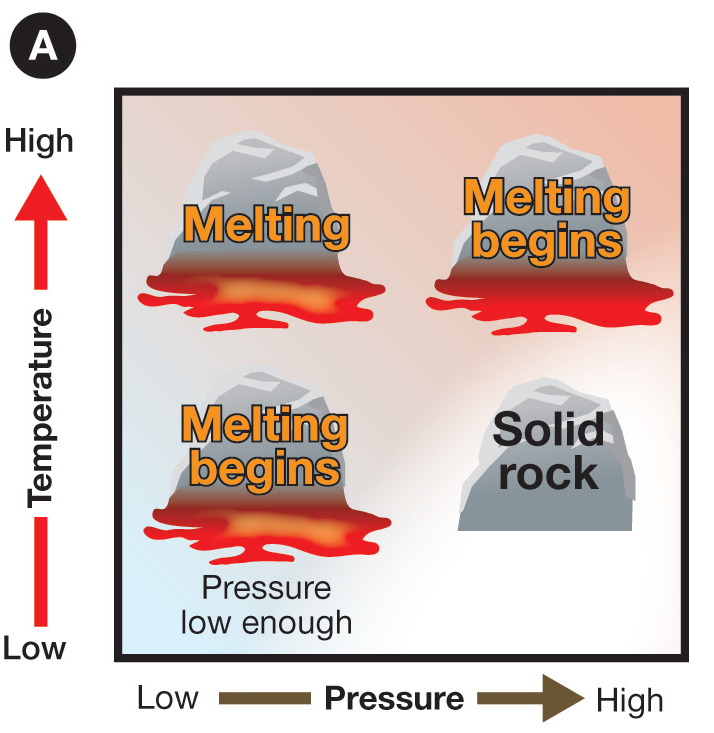 A
High
Melting
Melting
begins
Temperature
Melting
begins
Solid
rock
Pressure
low enough
Low
Low Pressure High